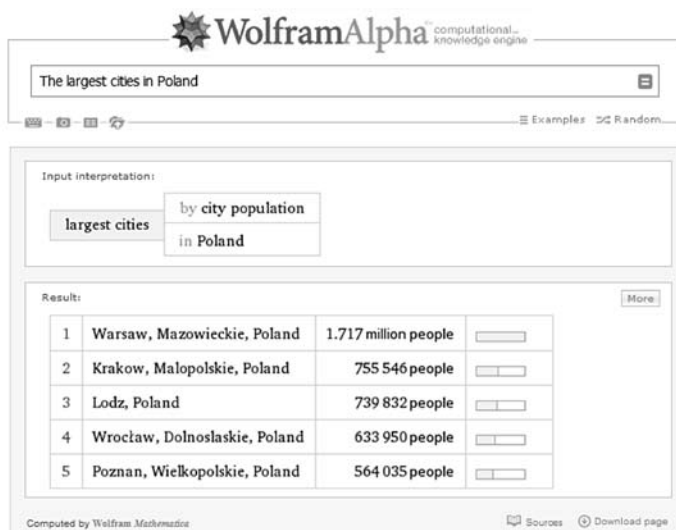 WolframAlpha computational... knowledge engine
The largest cities in Poland
Examples Random
Input interpretation:
largest cities
by city population
in Poland
Result:
More
1 Warsaw, Mazowieckie, Poland 1.717 million people
2 Krakow, Malopolskie, Poland 755 546 people
3 Lodz, Poland 739 832 people
4 Wrocław, Dolnoslaskie, Poland 633 950 people
5 Poznan, Wielkopolskie, Poland 564 035 people
Computed by Wolfram Mathematica
Sources Download page